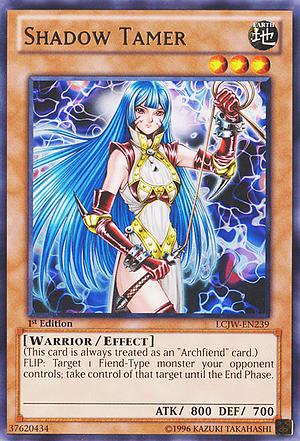 Shadow Tamer
EARTH
地
1st Edition
LCJW-EN239
[Warrior / Effect]
(This card is always treated as an "Archfiend" card.)
FLIP: Target 1 Fiend-Type monster your opponent
controls; take control of that target until the End Phase.
ATK/ 800 DEF/ 700
37620434
©1996 KAZUKI TAKAHASHI